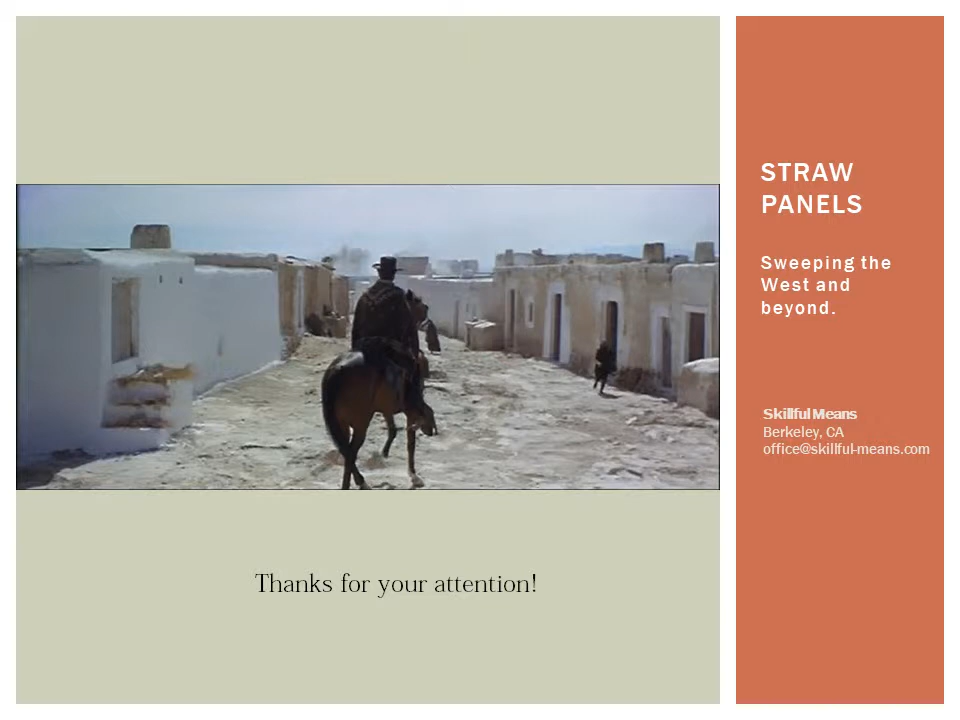 STRAW
PANELS
Sweeping the
West and
beyond.
Skillful Means
Berkeley, CA
office@skillful-means.com
Thanks for your attention!